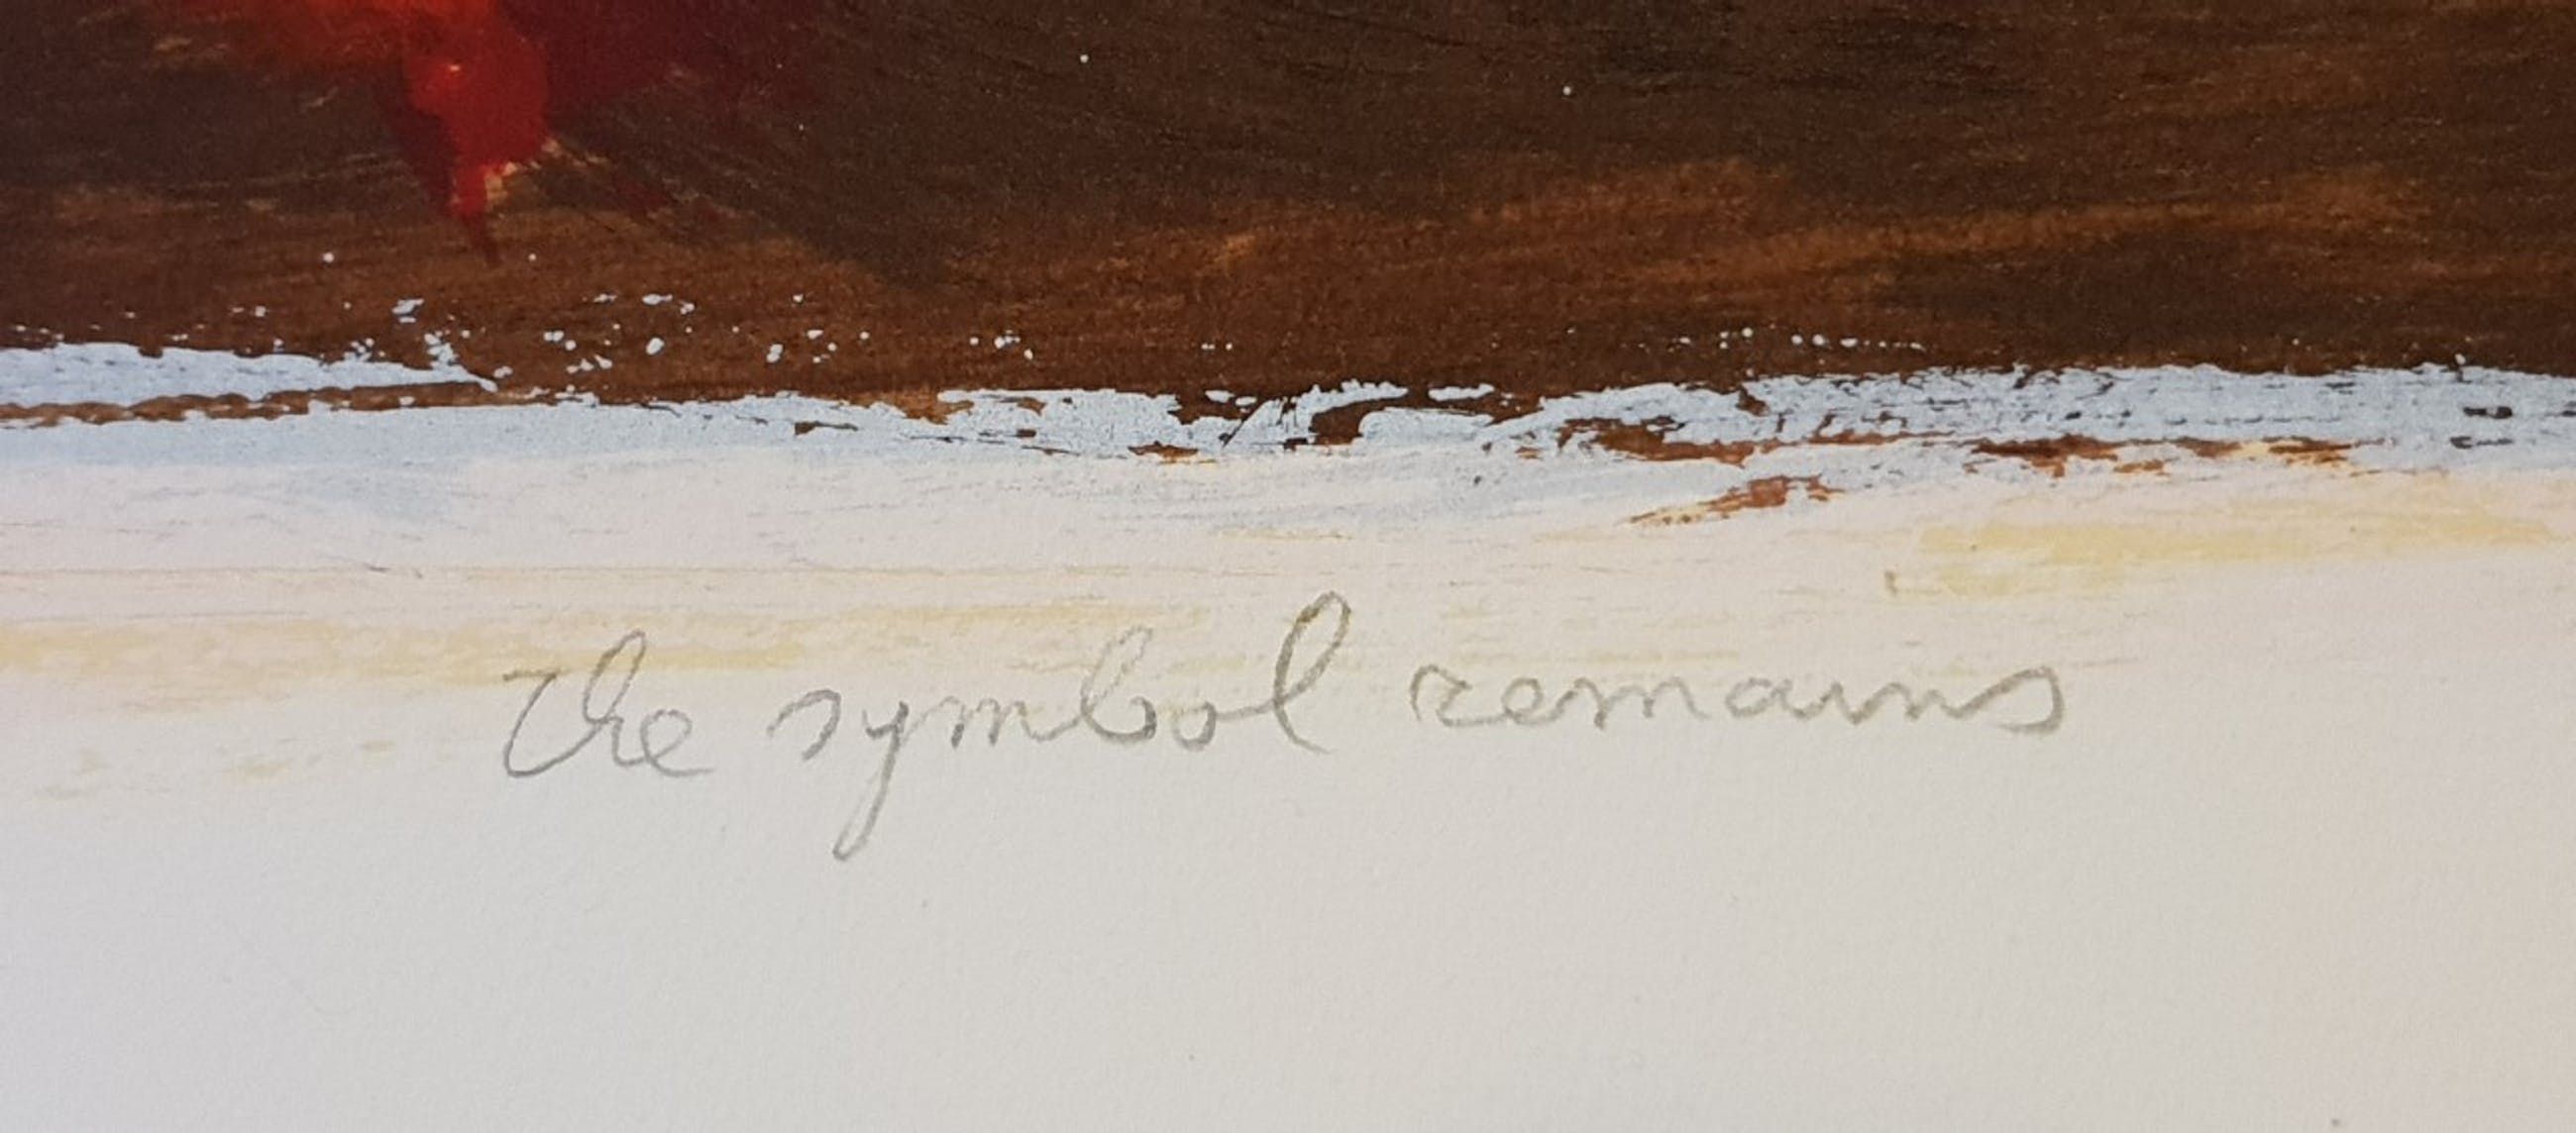 the symbol remains